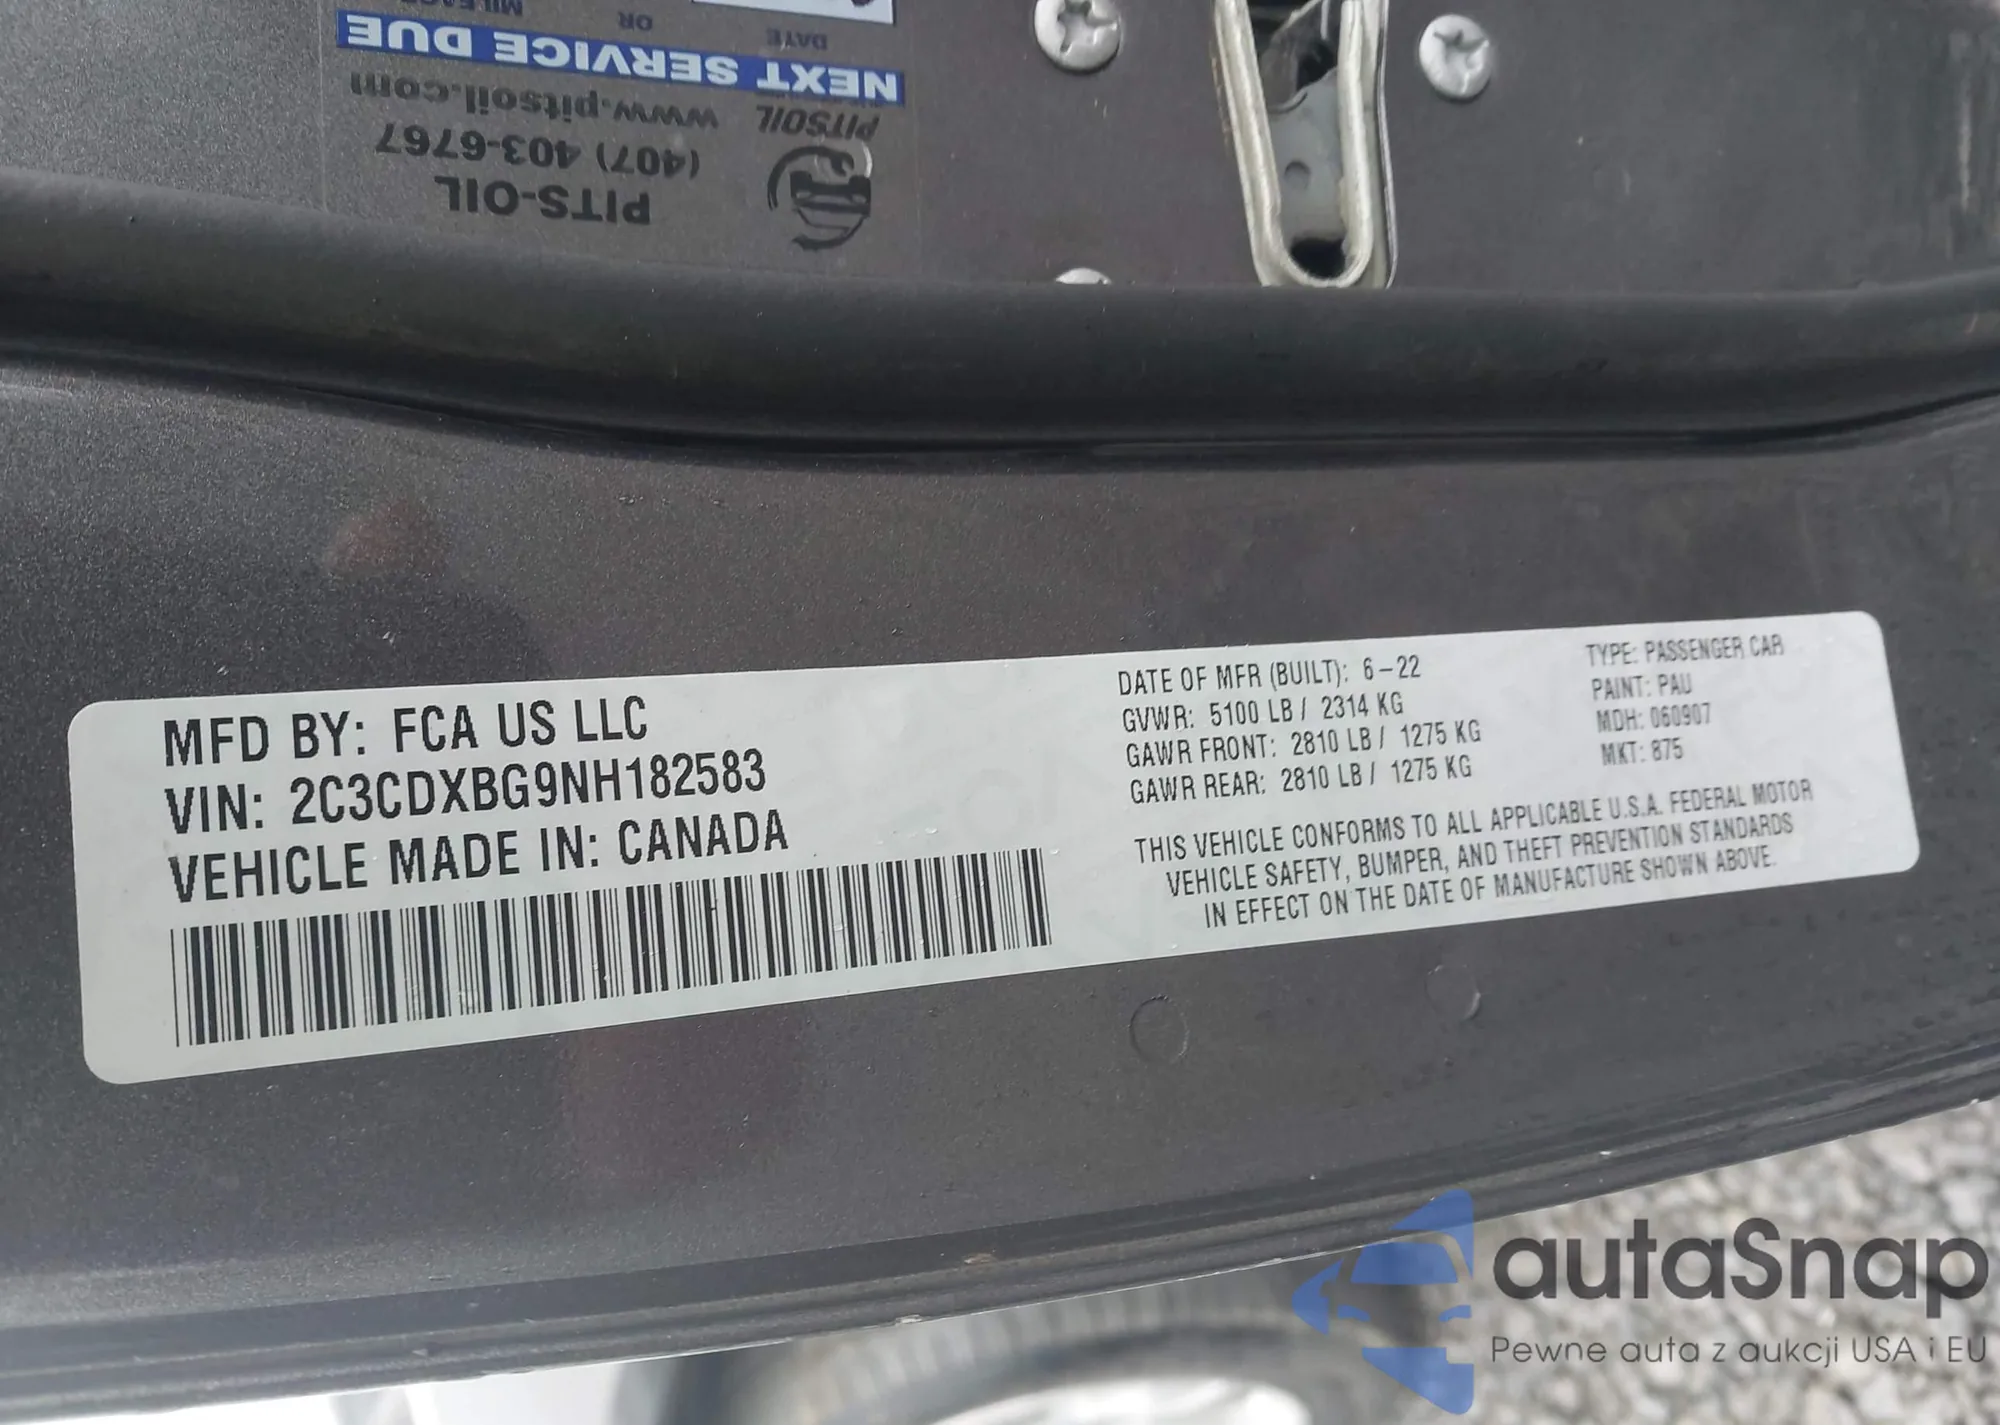 MILEAGE
OR
DATE
NEXT SERVICE DUE
www.pitsoil.com
PITSOIL
(407) 403-6767
PITS-OIL
MFD BY: FCA US LLC
VIN: 2C3CDXBG9NH182583
VEHICLE MADE IN: CANADA
DATE OF MFR (BUILT): 6-22
GVWR: 5100 LB / 2314 KG
GAWR FRONT: 2810 LB / 1275 KG
GAWR REAR: 2810 LB / 1275 KG
TYPE: PASSENGER CAR
PAINT: PAU
MDH: 060907
MKT: 875
THIS VEHICLE CONFORMS TO ALL APPLICABLE U.S.A. FEDERAL MOTOR
VEHICLE SAFETY, BUMPER, AND THEFT PREVENTION STANDARDS
IN EFFECT ON THE DATE OF MANUFACTURE SHOWN ABOVE.
autaSnap
Pewne auta z aukcji USA i EU